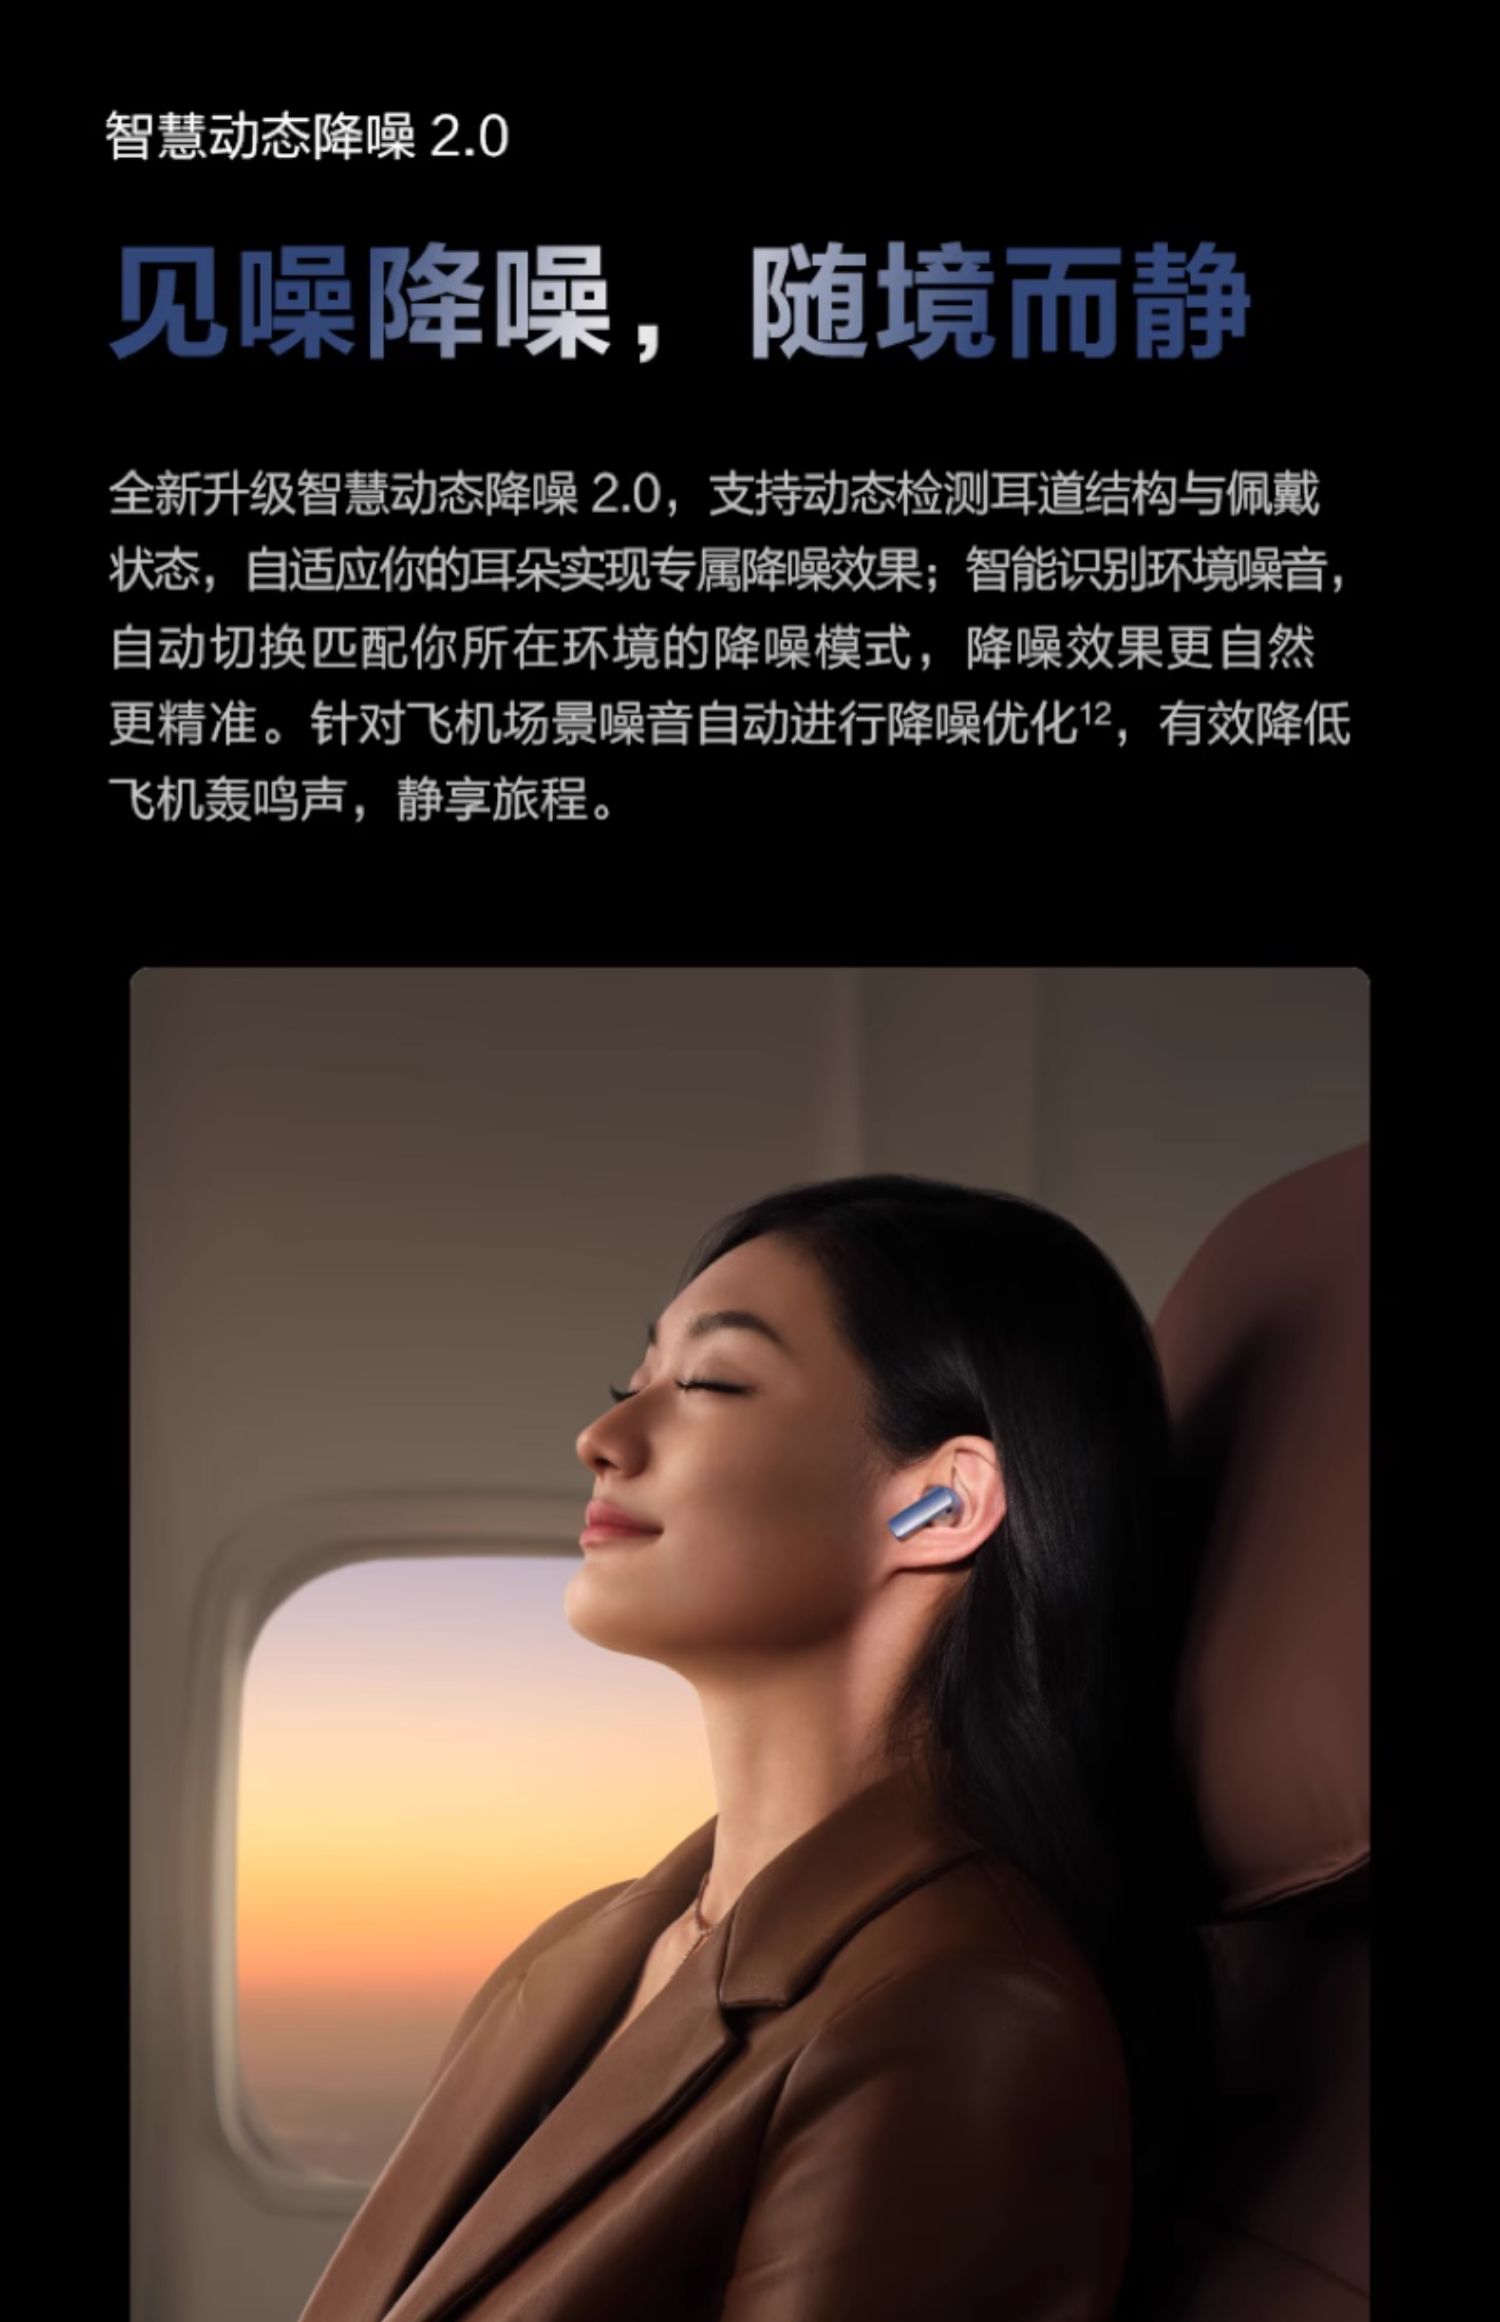 智慧动态降噪 2.0
见噪降噪，随境而静
全新升级智慧动态降噪 2.0，支持动态检测耳道结构与佩戴
状态，自适应你的耳朵实现专属降噪效果；智能识别环境噪音，
自动切换匹配你所在环境的降噪模式，降噪效果更自然
更精准。针对飞机场景噪音自动进行降噪优化¹²，有效降低
飞机轰鸣声，静享旅程。